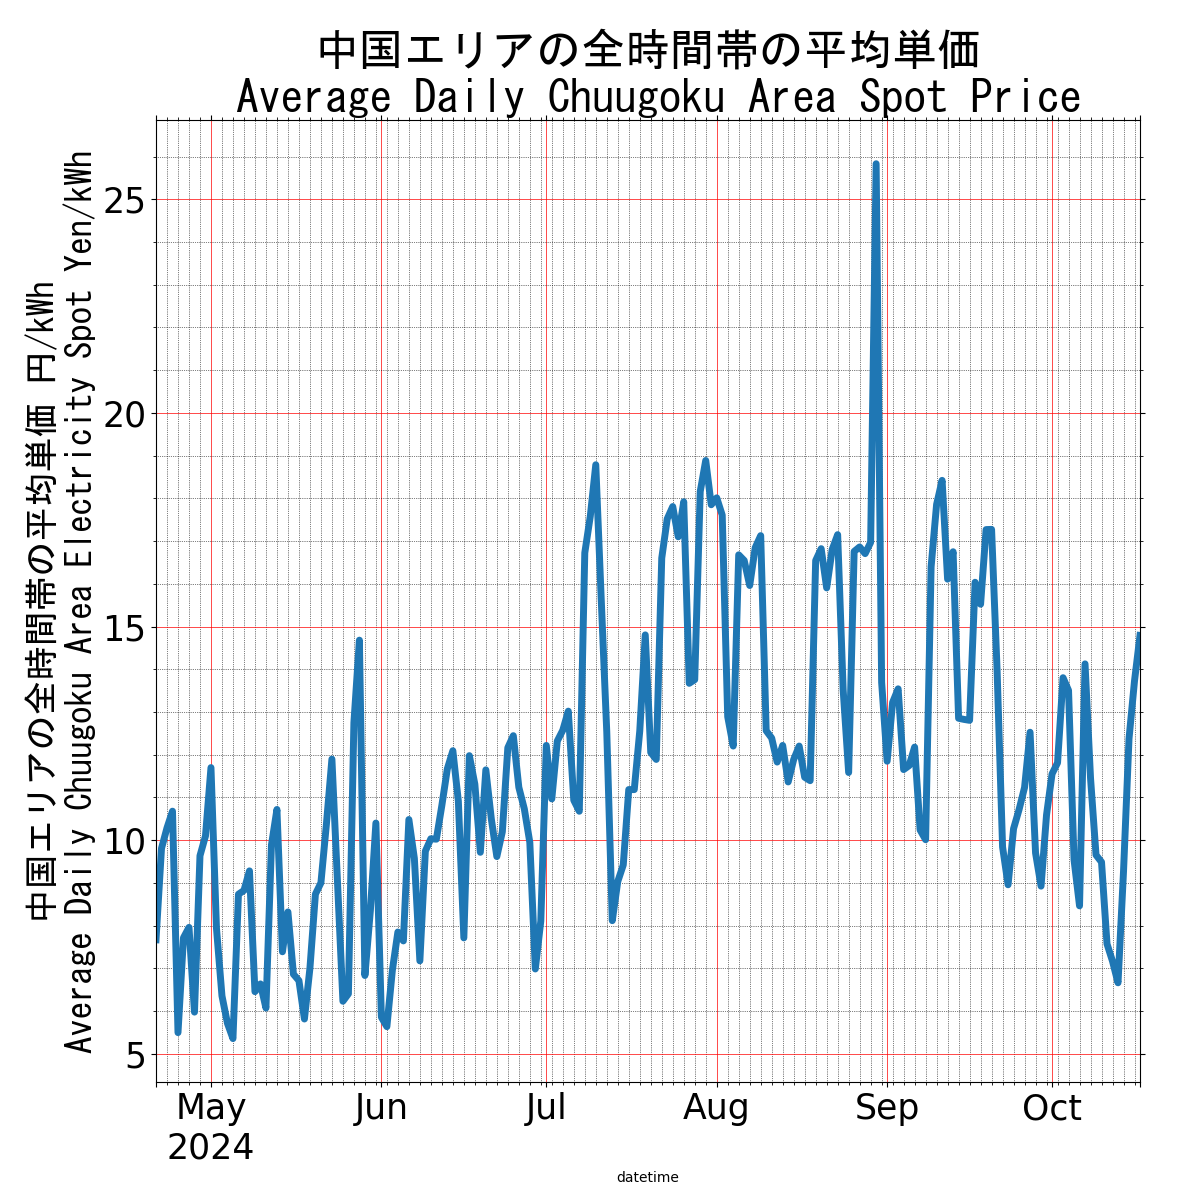 中国エリアの全時間帯の平均単価
Average Daily Chuugoku Area Spot Price
中国エリアの全時間帯の平均単価 円/kWh
Average Daily Chuugoku Area Electricity Spot Yen/kWh
25
20
15
10
5
May Jun Jul Aug Sep Oct
2024
datetime